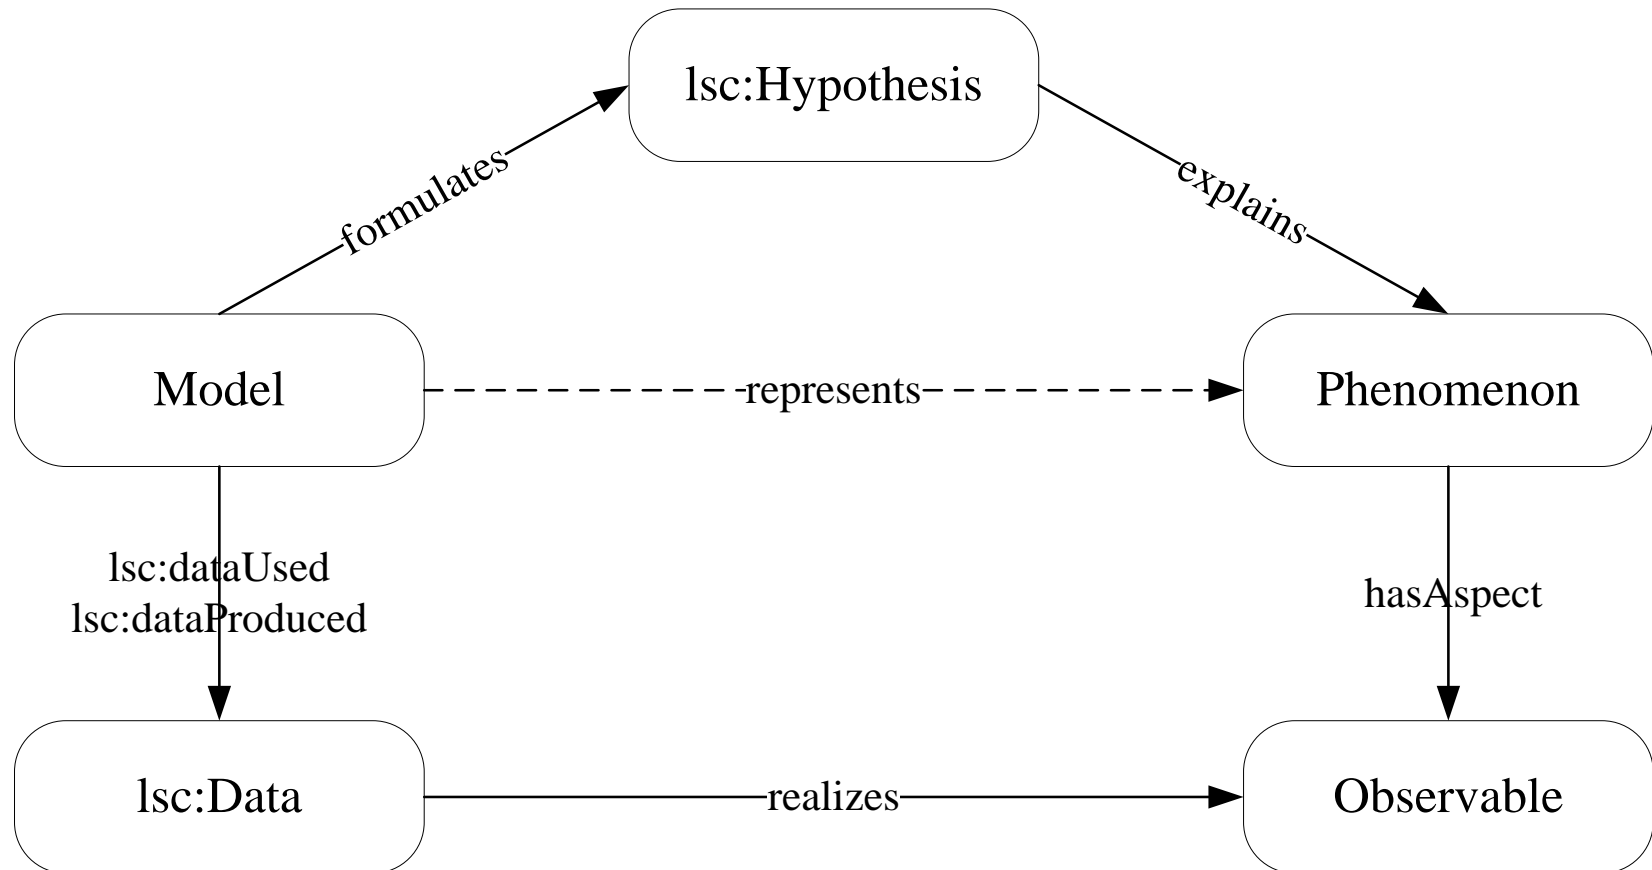 lsc:Hypothesis
formulates
explains
Model
represents
Phenomenon
lsc:dataUsed
lsc:dataProduced
hasAspect
lsc:Data
realizes
Observable